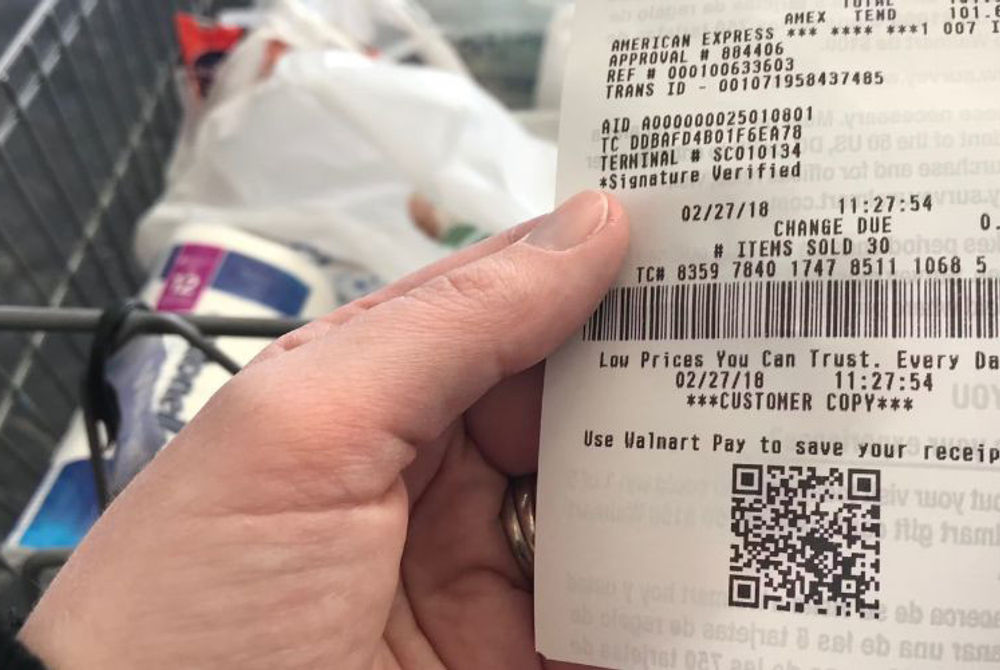 TOTAL
AMEX TEND 101.
AMERICAN EXPRESS *** **** ***1 007
APPROVAL # 884406
REF # 000100633603
TRANS ID - 001071958437485
AID A000000025010801
TC DDBAFD4B01F6EA78
TERMINAL # SC010134
*Signature Verified
02/27/18 11:27:54
CHANGE DUE 0.
# ITEMS SOLD 30
TC# 8359 7840 1747 8511 1068 5
Low Prices You Can Trust. Every Da
02/27/18 11:27:54
***CUSTOMER COPY***
Use Walmart Pay to save your receip
12